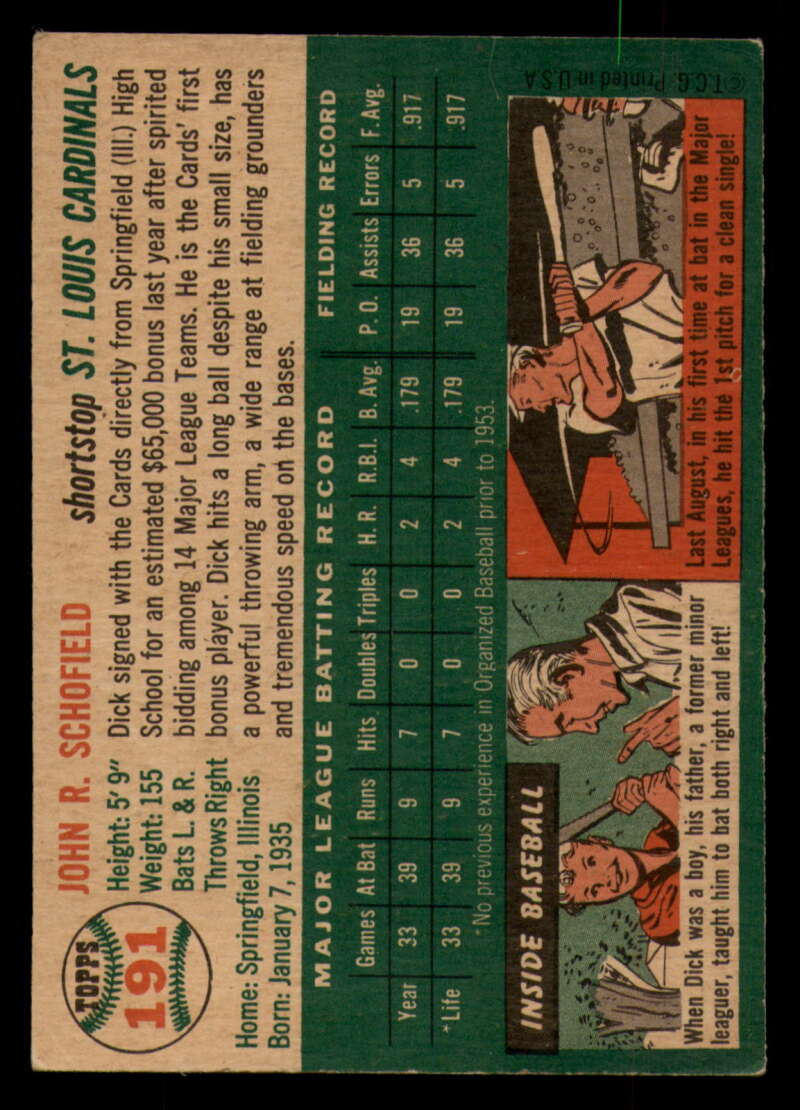 TOPPS
191
JOHN R. SCHOFIELD
shortstop ST. LOUIS CARDINALS
Height: 5' 9"
Weight: 155
Bats L. & R.
Throws Right
Home: Springfield, Illinois
Born: January 7, 1935
Dick signed with the Cards directly from Springfield (Ill.) High
School for an estimated $65,000 bonus last year after spirited
bidding among 14 Major League Teams. He is the Cards' first
bonus player. Dick hits a long ball despite his small size, has
a powerful throwing arm, a wide range at fielding grounders
and tremendous speed on the bases.
MAJOR LEAGUE BATTING RECORD FIELDING RECORD
Games At Bat Runs Hits Doubles Triples H.R. R.B.I. B. Avg. P. O. Assists Errors F. Avg.
Year 33 39 9 7 0 0 2 4 .179 19 36 5 .917
*Life 33 39 9 7 0 0 2 4 .179 19 36 5 .917
*No previous experience in Organized Baseball prior to 1953.
INSIDE BASEBALL
When Dick was a boy, his father, a former minor
leaguer, taught him to bat both right and left!
Last August, in his first time at bat in the Major
Leagues, he hit the 1st pitch for a clean single!
©T.C.G. Printed in U S A